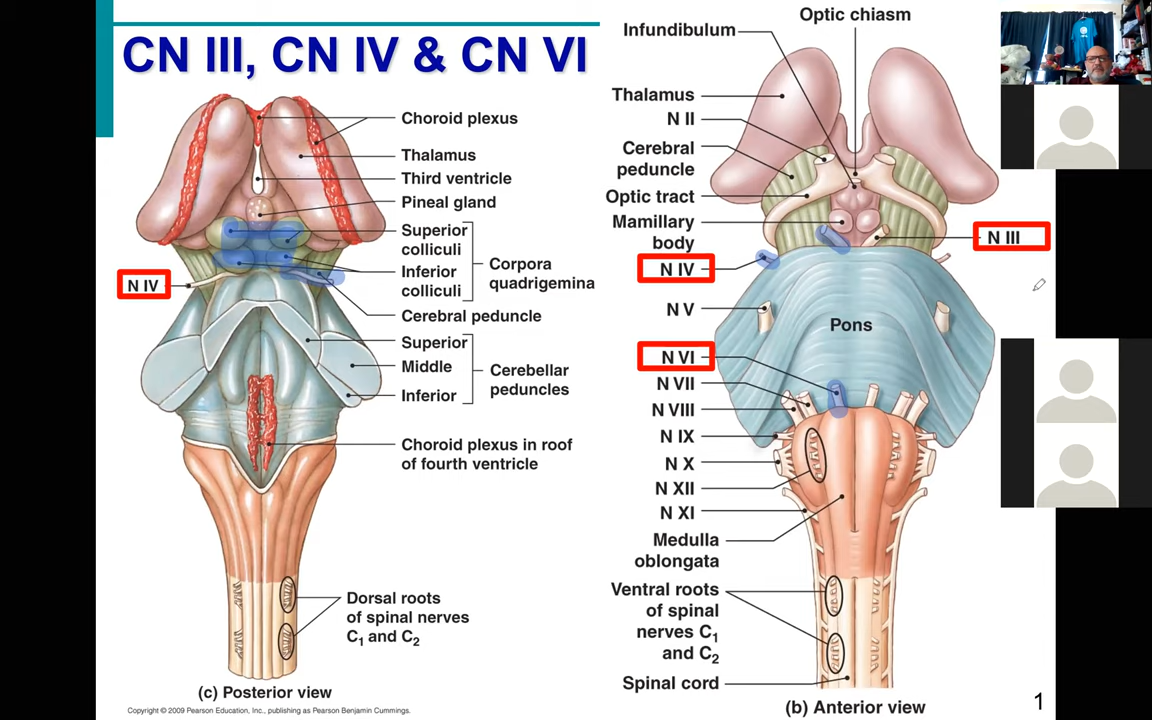 CN III, CN IV & CN VI
Choroid plexus
Thalamus
Third ventricle
Pineal gland
Superior
colliculi
Inferior
colliculi
Corpora
quadrigemina
N IV
Cerebral peduncle
Superior
Middle
Inferior
Cerebellar
peduncles
Choroid plexus in roof
of fourth ventricle
Dorsal roots
of spinal nerves
C1 and C2
(c) Posterior view
Copyright © 2009 Pearson Education, Inc., publishing as Pearson Benjamin Cummings.
Optic chiasm
Infundibulum
Thalamus
N II
Cerebral
peduncle
Optic tract
Mamillary
body
N III
N IV
N V
Pons
N VI
N VII
N VIII
N IX
N X
N XII
N XI
Medulla
oblongata
Ventral roots
of spinal
nerves C1
and C2
Spinal cord
(b) Anterior view
1